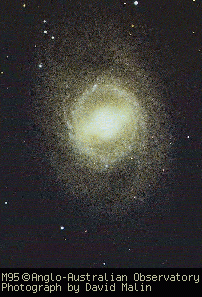 M95 ©Anglo-Australian Observatory
Photograph by David Malin